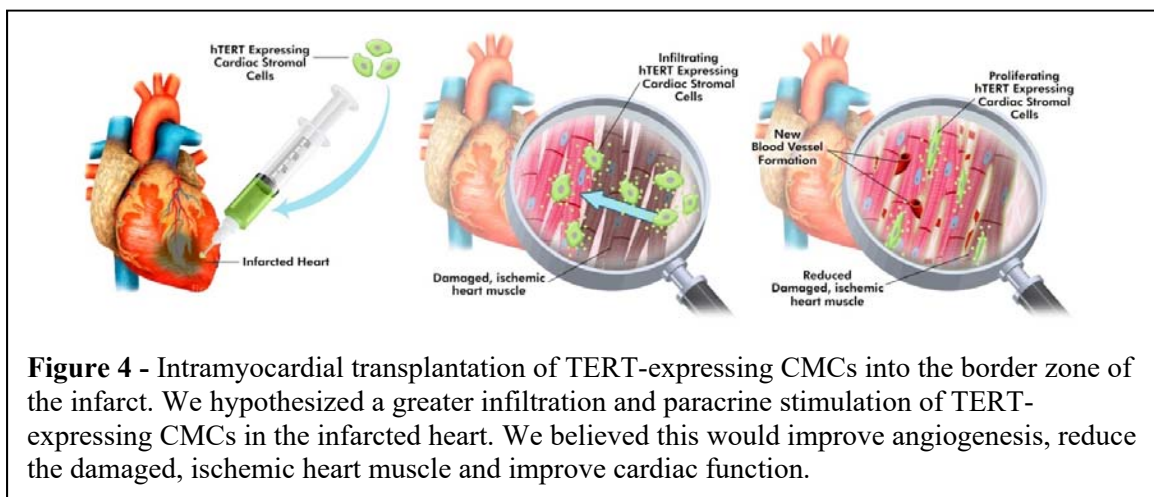 hTERT Expressing
Cardiac Stromal
Cells
Infarcted Heart
Infiltrating
hTERT Expressing
Cardiac Stromal
Cells
Damaged, ischemic
heart muscle
Proliferating
hTERT Expressing
Cardiac Stromal
Cells
New
Blood Vessel
Formation
Reduced
Damaged, ischemic
heart muscle
Figure 4 - Intramyocardial transplantation of TERT-expressing CMCs into the border zone of
the infarct. We hypothesized a greater infiltration and paracrine stimulation of TERT-
expressing CMCs in the infarcted heart. We believed this would improve angiogenesis, reduce
the damaged, ischemic heart muscle and improve cardiac function.